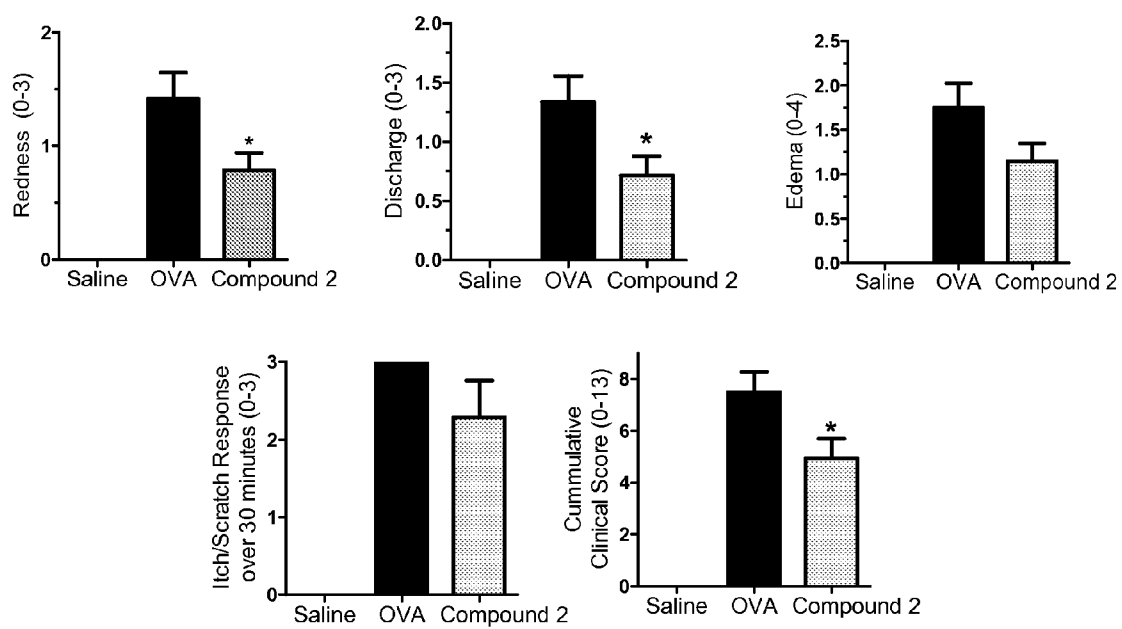 Redness (0-3)
2
1
0
*
Saline OVA Compound 2
Discharge (0-3)
2.0
1.5
1.0
0.5
0.0
*
Saline OVA Compound 2
Edema (0-4)
2.5
2.0
1.5
1.0
0.5
0.0
Saline OVA Compound 2
Itch/Scratch Response
over 30 minutes (0-3)
3
2
1
0
Saline OVA Compound 2
Cummulative
Clinical Score (0-13)
8
6
4
2
0
*
Saline OVA Compound 2